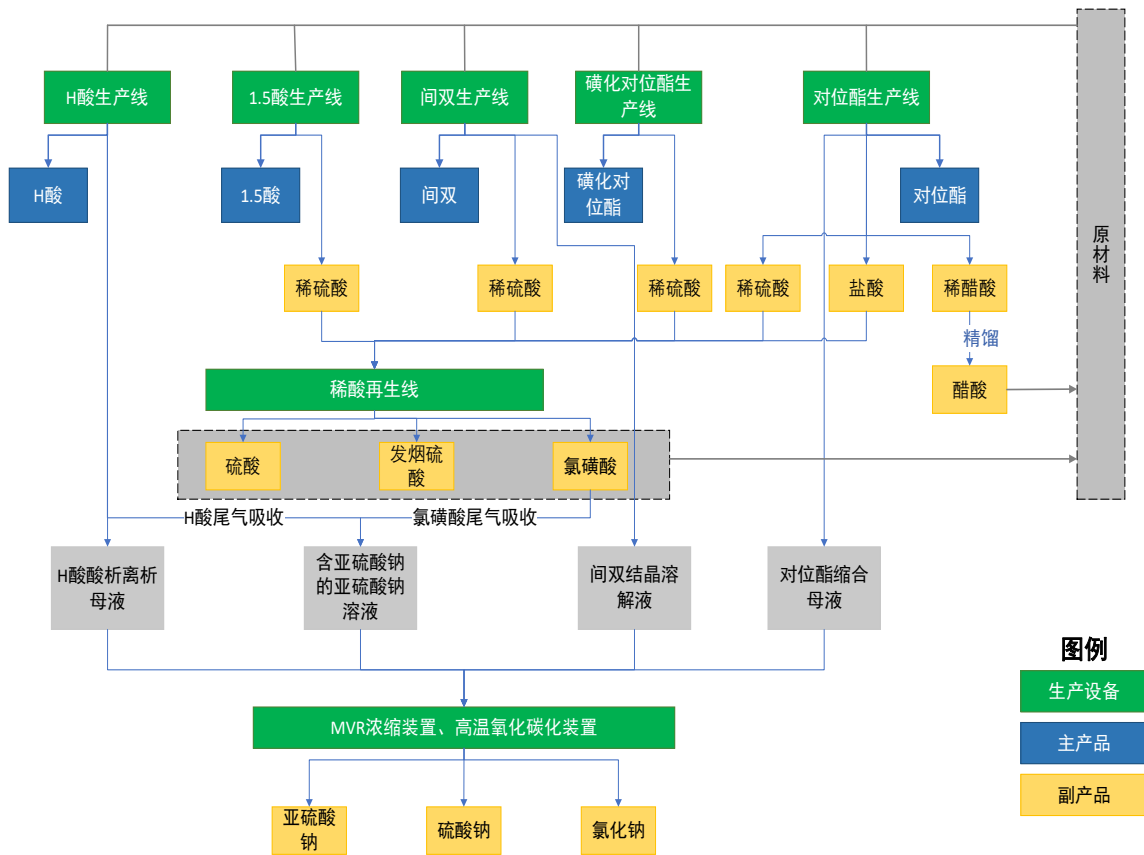 H酸生产线
1.5酸生产线
间双生产线
磺化对位酯生
产线
对位酯生产线
H酸
1.5酸
间双
磺化对
位酯
对位酯
原
材
料
稀硫酸
稀硫酸
稀硫酸
稀硫酸
盐酸
稀醋酸
精馏
稀酸再生线
醋酸
硫酸
发烟硫
酸
氯磺酸
H酸尾气吸收
氯磺酸尾气吸收
H酸酸析离析
母液
含亚硫酸钠
的亚硫酸钠
溶液
间双结晶溶
解液
对位酯缩合
母液
图例
生产设备
主产品
副产品
MVR浓缩装置、高温氧化碳化装置
亚硫酸
钠
硫酸钠
氯化钠